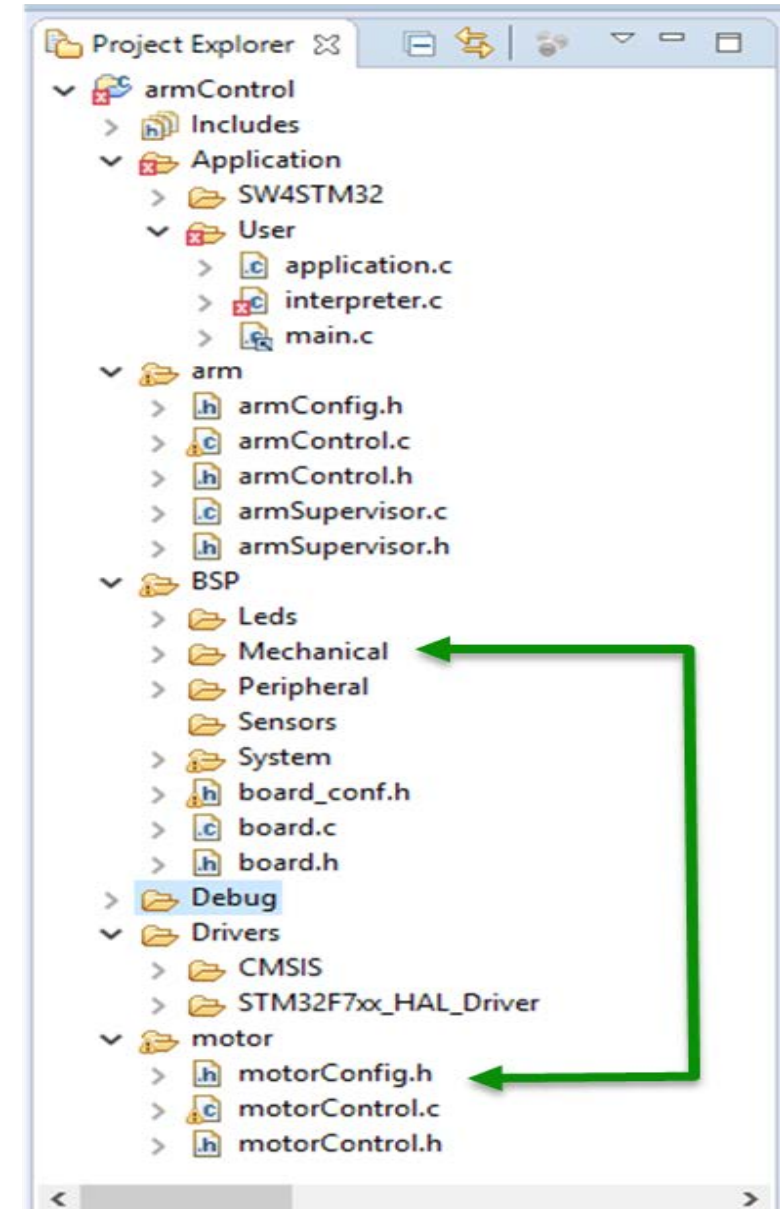 Project Explorer
armControl
Includes
Application
SW4STM32
User
application.c
interpreter.c
main.c
arm
armConfig.h
armControl.c
armControl.h
armSupervisor.c
armSupervisor.h
BSP
Leds
Mechanical
Peripheral
Sensors
System
board_conf.h
board.c
board.h
Debug
Drivers
CMSIS
STM32F7xx_HAL_Driver
motor
motorConfig.h
motorControl.c
motorControl.h